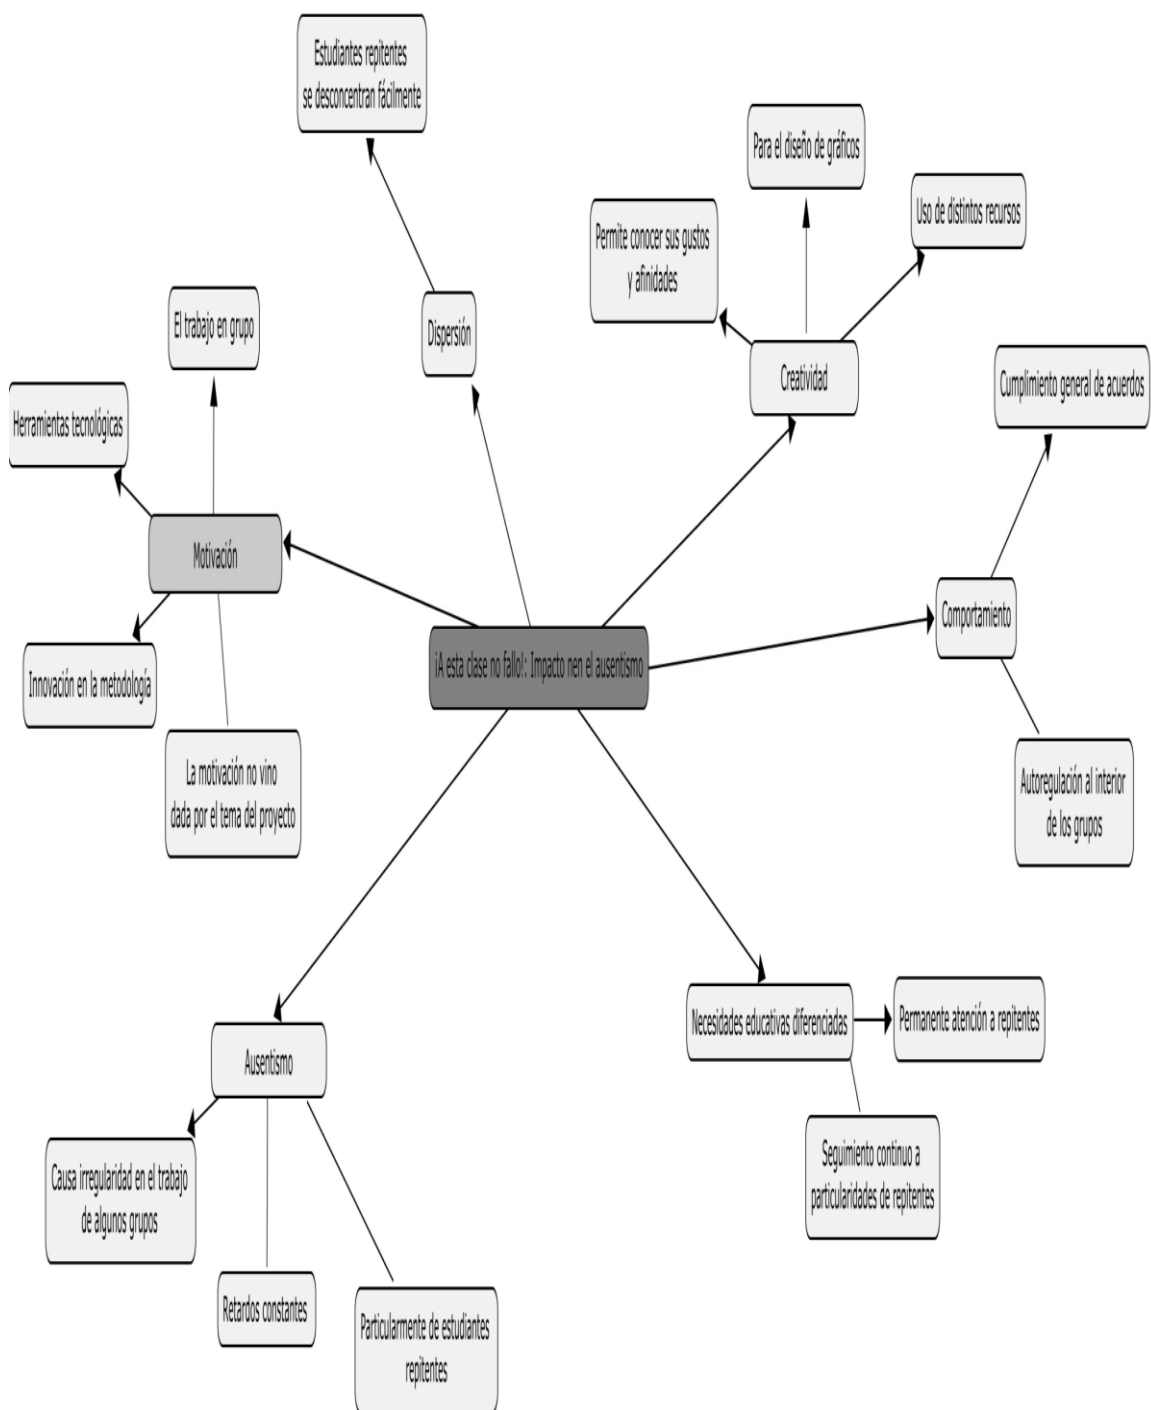 Estudiantes repitentes
se desconcentran fácilmente
Para el diseño de gráficos
Uso de distintos recursos
Permite conocer sus gustos
y afinidades
El trabajo en grupo
Dispersión
Creatividad
Cumplimiento general de acuerdos
Herramientas tecnológicas
Motivación
Comportamiento
¡A esta clase no fallo!: Impacto nen el ausentismo
Innovación en la metodología
La motivación no vino
dada por el tema del proyecto
Autoregulación al interior
de los grupos
Necesidades educativas diferenciadas
Permanente atención a repitentes
Ausentismo
Seguimiento continuo a
particularidades de repitentes
Causa irregularidad en el trabajo
de algunos grupos
Retardos constantes
Particularmente de estudiantes
repitentes